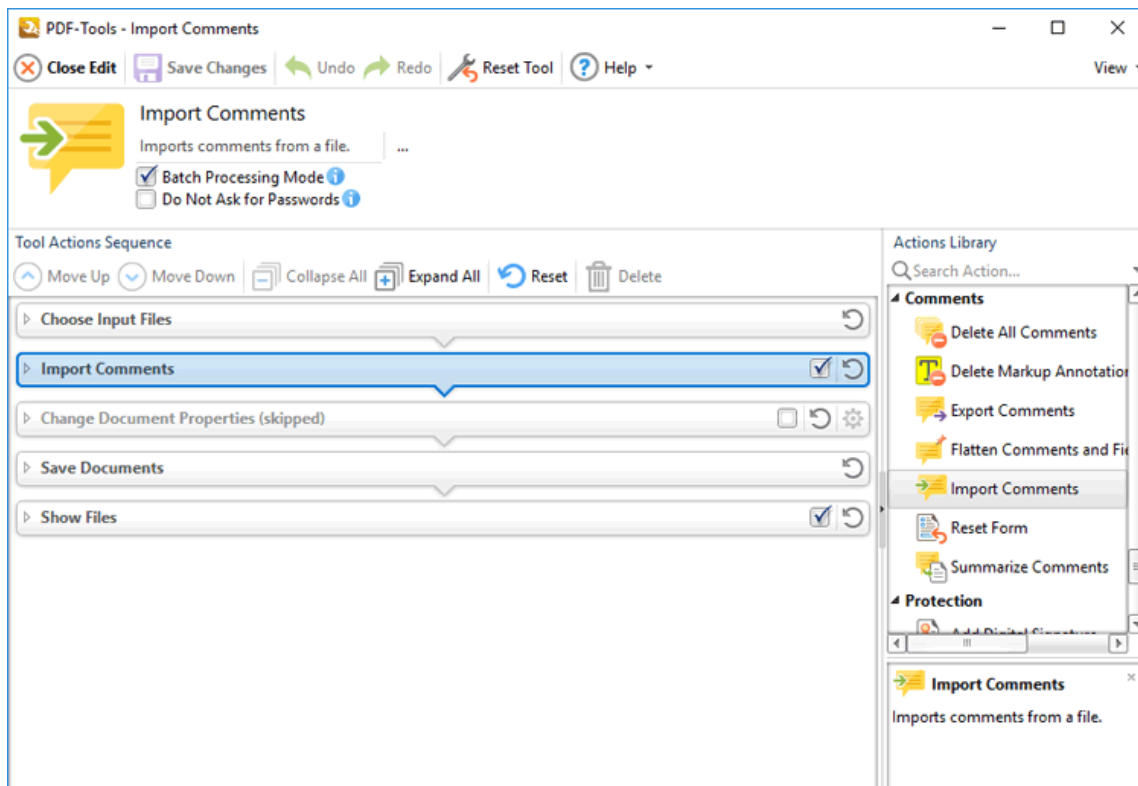 PDF-Tools - Import Comments
Close Edit Save Changes Undo Redo Reset Tool Help View
Import Comments
Imports comments from a file. ...
Batch Processing Mode
Do Not Ask for Passwords
Tool Actions Sequence
Move Up Move Down Collapse All Expand All Reset Delete
Choose Input Files
Import Comments
Change Document Properties (skipped)
Save Documents
Show Files
Actions Library
Search Action...
Comments
Delete All Comments
Delete Markup Annotation
Export Comments
Flatten Comments and Fie
Import Comments
Reset Form
Summarize Comments
Protection
Add Digital Signature
Import Comments
Imports comments from a file.